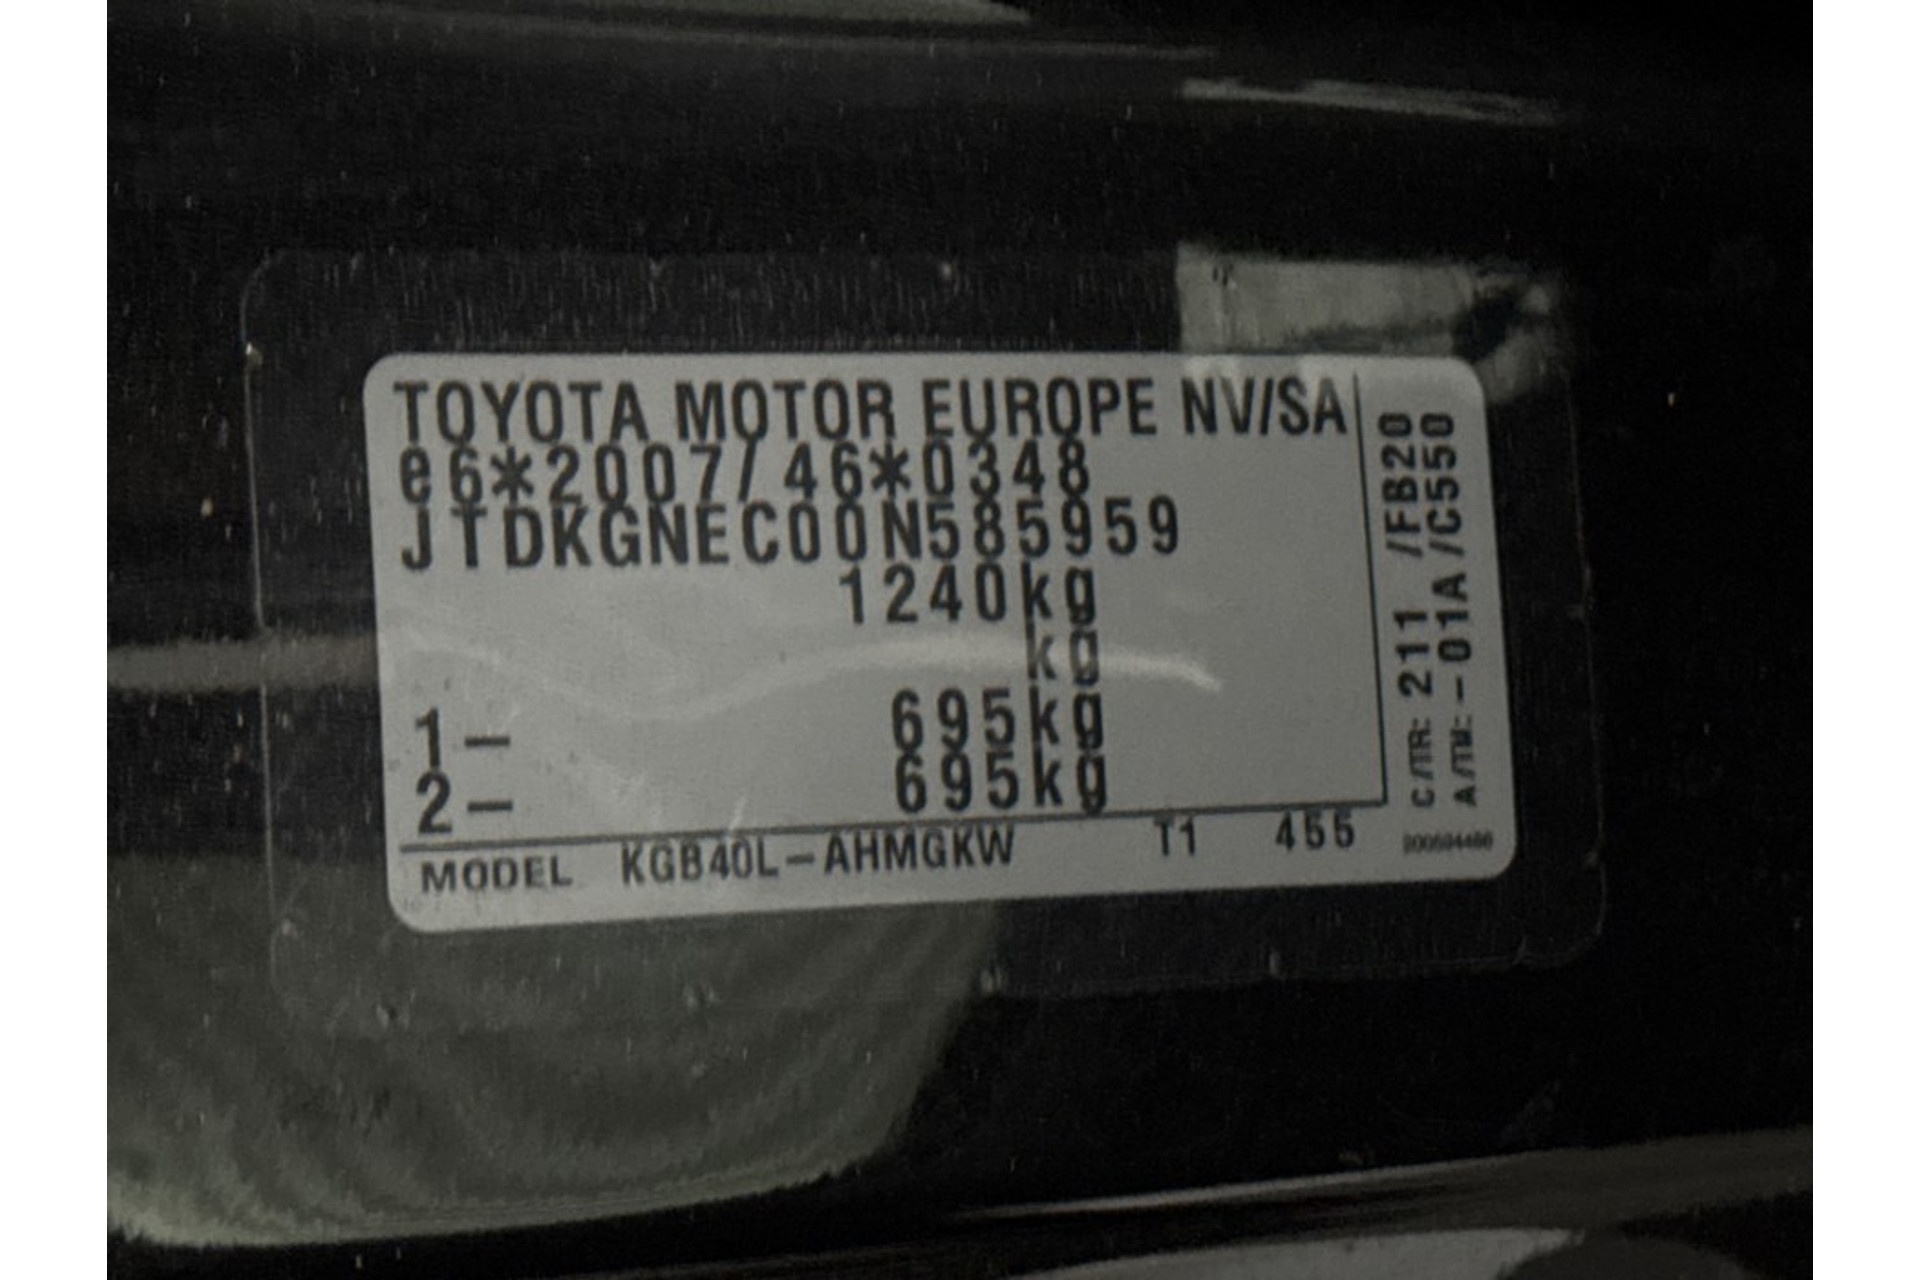 TOYOTA MOTOR EUROPE NV/SA
e6*2007/46*0348
JTDKGNEC00N585959
1240kg
kg
1- 695kg
2- 695kg
MODEL KGB40L-AHMGKW T1 455
C/TR: 211 /FB20
A/TM: -01A /C550